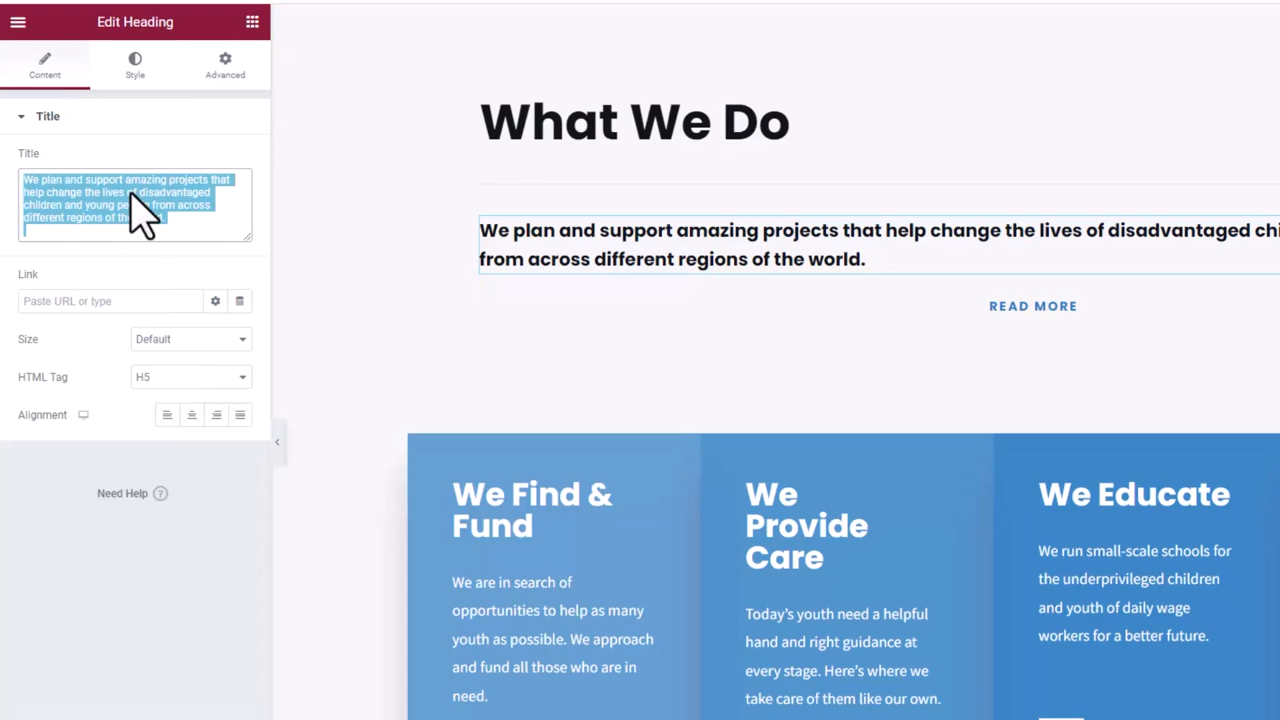 Edit Heading
Content
Style
Advanced
Title
Title
We plan and support amazing projects that
help change the lives of disadvantaged
children and young from across
different regions of the
Link
Paste URL or type
Size
Default
HTML Tag
H5
Alignment
Need Help ?
What We Do
We plan and support amazing projects that help change the lives of disadvantaged chi
from across different regions of the world.
READ MORE
We Find &
Fund
We are in search of
opportunities to help as many
youth as possible. We approach
and fund all those who are in
need.
We
Provide
Care
Today’s youth need a helpful
hand and right guidance at
every stage. Here’s where we
take care of them like our own.
We Educate
We run small-scale schools for
the underprivileged children
and youth of daily wage
workers for a better future.